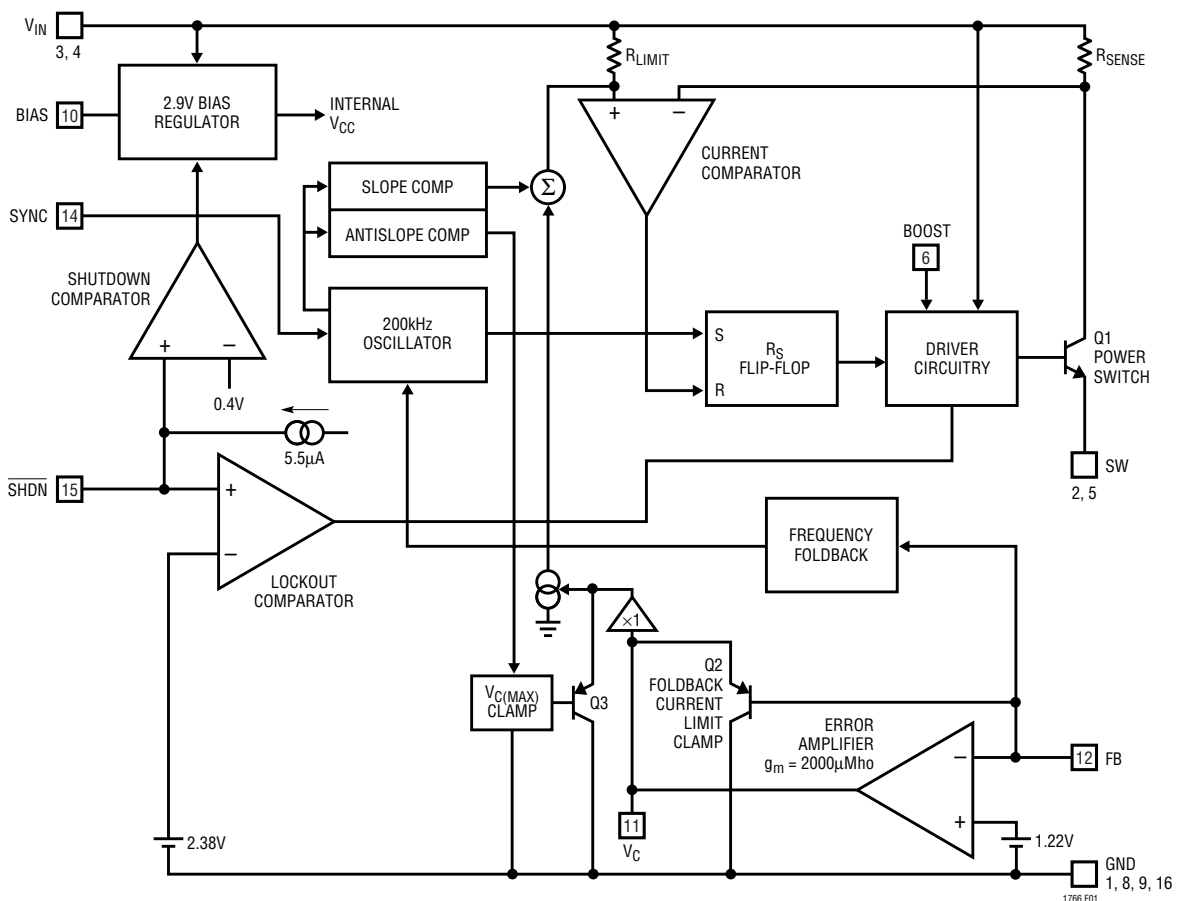 VIN
3, 4
RLIMIT
RSENSE
2.9V BIAS
REGULATOR
BIAS
10
INTERNAL
VCC
+
−
CURRENT
COMPARATOR
SLOPE COMP
Σ
SYNC
14
ANTISLOPE COMP
BOOST
6
SHUTDOWN
COMPARATOR
+
−
0.4V
200kHz
OSCILLATOR
S
R
RS
FLIP-FLOP
DRIVER
CIRCUITRY
Q1
POWER
SWITCH
5.5µA
SHDN
15
+
−
LOCKOUT
COMPARATOR
SW
2, 5
FREQUENCY
FOLDBACK
×1
VC(MAX)
CLAMP
Q3
Q2
FOLDBACK
CURRENT
LIMIT
CLAMP
ERROR
AMPLIFIER
gm = 2000µMho
−
+
12
FB
11
VC
2.38V
1.22V
GND
1, 8, 9, 16
1766 F01